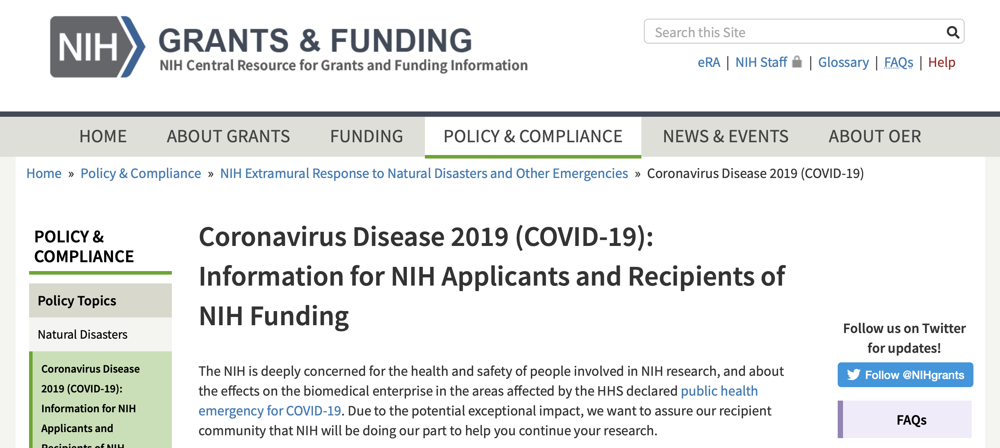 NIH
GRANTS & FUNDING
NIH Central Resource for Grants and Funding Information
Search this Site
eRA | NIH Staff | Glossary | FAQs | Help
HOME ABOUT GRANTS FUNDING POLICY & COMPLIANCE NEWS & EVENTS ABOUT OER
Home » Policy & Compliance » NIH Extramural Response to Natural Disasters and Other Emergencies » Coronavirus Disease 2019 (COVID-19)
POLICY &
COMPLIANCE
Policy Topics
Natural Disasters
Coronavirus Disease
2019 (COVID-19):
Information for NIH
Applicants and
Recipients of NIH
Coronavirus Disease 2019 (COVID-19):
Information for NIH Applicants and Recipients of
NIH Funding
The NIH is deeply concerned for the health and safety of people involved in NIH research, and about
the effects on the biomedical enterprise in the areas affected by the HHS declared public health
emergency for COVID-19. Due to the potential exceptional impact, we want to assure our recipient
community that NIH will be doing our part to help you continue your research.
Follow us on Twitter
for updates!
Follow @NIHgrants
FAQs